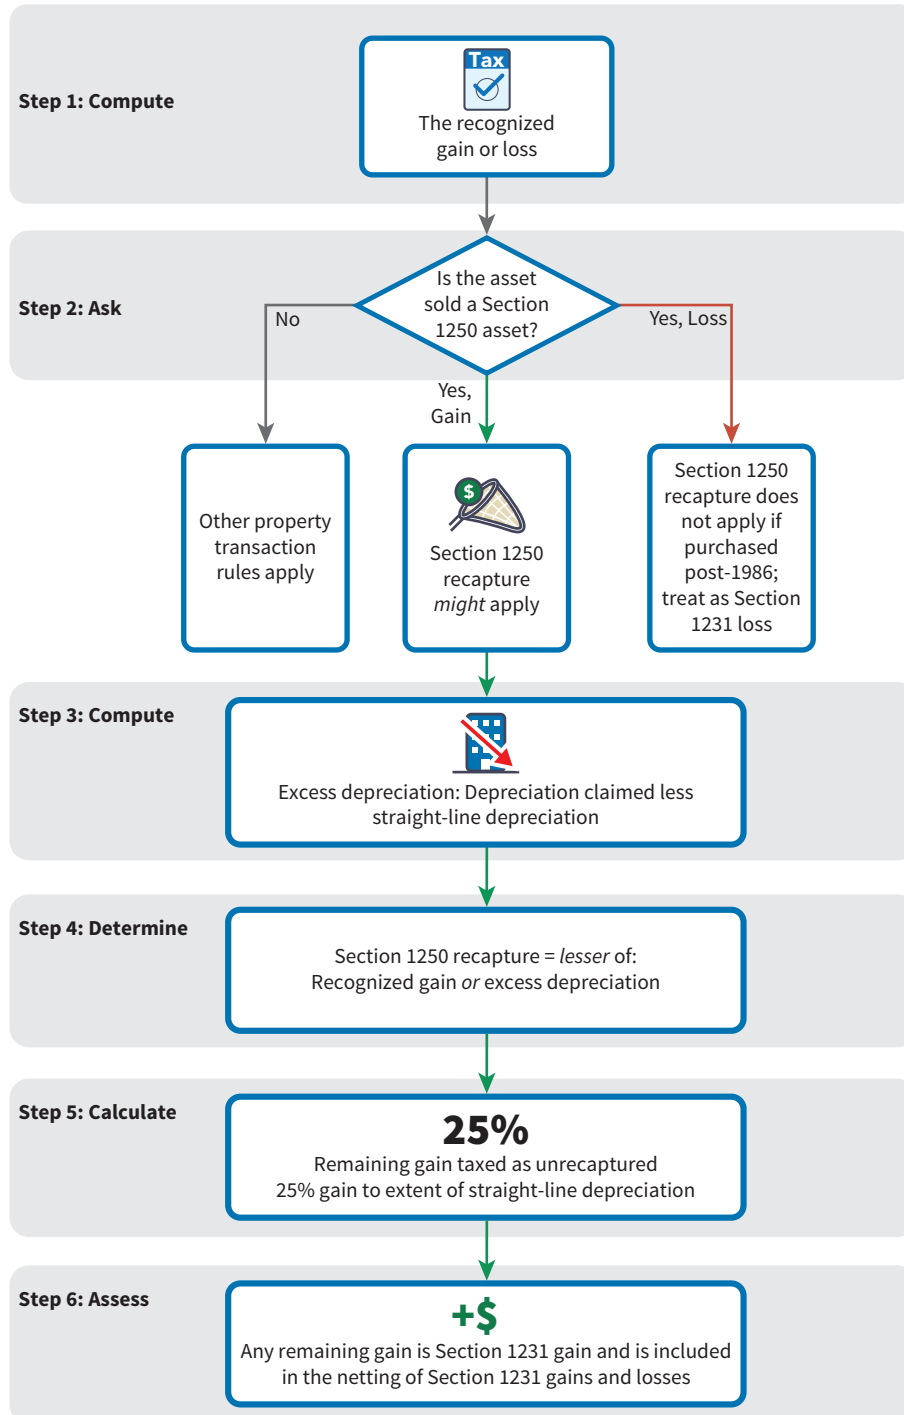 Step 1: Compute
Tax
The recognized
gain or loss
Step 2: Ask
Is the asset
sold a Section
1250 asset?
No
Yes, Loss
Yes,
Gain
Other property
transaction
rules apply
$
Section 1250
recapture
might apply
Section 1250
recapture does
not apply if
purchased
post-1986;
treat as Section
1231 loss
Step 3: Compute
Excess depreciation: Depreciation claimed less
straight-line depreciation
Step 4: Determine
Section 1250 recapture = lesser of:
Recognized gain or excess depreciation
Step 5: Calculate
25%
Remaining gain taxed as unrecaptured
25% gain to extent of straight-line depreciation
Step 6: Assess
+$
Any remaining gain is Section 1231 gain and is included
in the netting of Section 1231 gains and losses